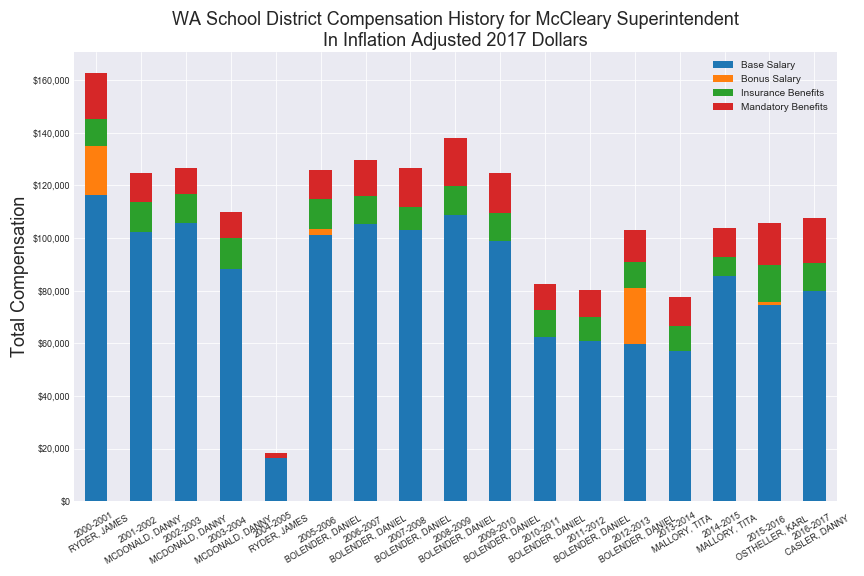 WA School District Compensation History for McCleary Superintendent
In Inflation Adjusted 2017 Dollars
Base Salary
Bonus Salary
Insurance Benefits
Mandatory Benefits
Total Compensation
$160,000
$140,000
$120,000
$100,000
$80,000
$60,000
$40,000
$20,000
$0
2000-2001
RYDER, JAMES
2001-2002
MCDONALD, DANNY
2002-2003
MCDONALD, DANNY
2003-2004
MCDONALD, DANNY
2004-2005
RYDER, JAMES
2005-2006
BOLENDER, DANIEL
2006-2007
BOLENDER, DANIEL
2007-2008
BOLENDER, DANIEL
2008-2009
BOLENDER, DANIEL
2009-2010
BOLENDER, DANIEL
2010-2011
BOLENDER, DANIEL
2011-2012
BOLENDER, DANIEL
2012-2013
BOLENDER, DANIEL
2013-2014
MALLORY, TITA
2014-2015
MALLORY, TITA
2015-2016
OSTHELLER, KARL
2016-2017
CASLER, DANNY